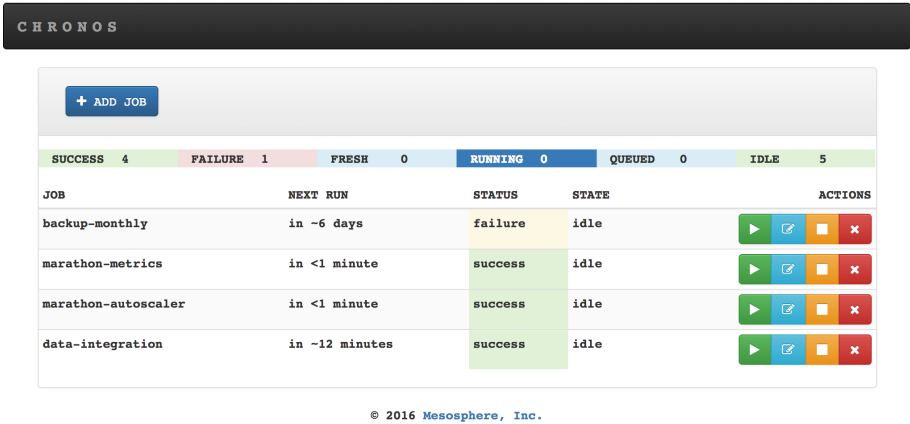 CHRONOS
ADD JOB
SUCCESS 4 FAILURE 1 FRESH 0 RUNNING 0 QUEUED 0 IDLE 5
JOB NEXT RUN STATUS STATE ACTIONS
backup-monthly in ~6 days failure idle
marathon-metrics in <1 minute success idle
marathon-autoscaler in <1 minute success idle
data-integration in ~12 minutes success idle
© 2016 Mesosphere, Inc.